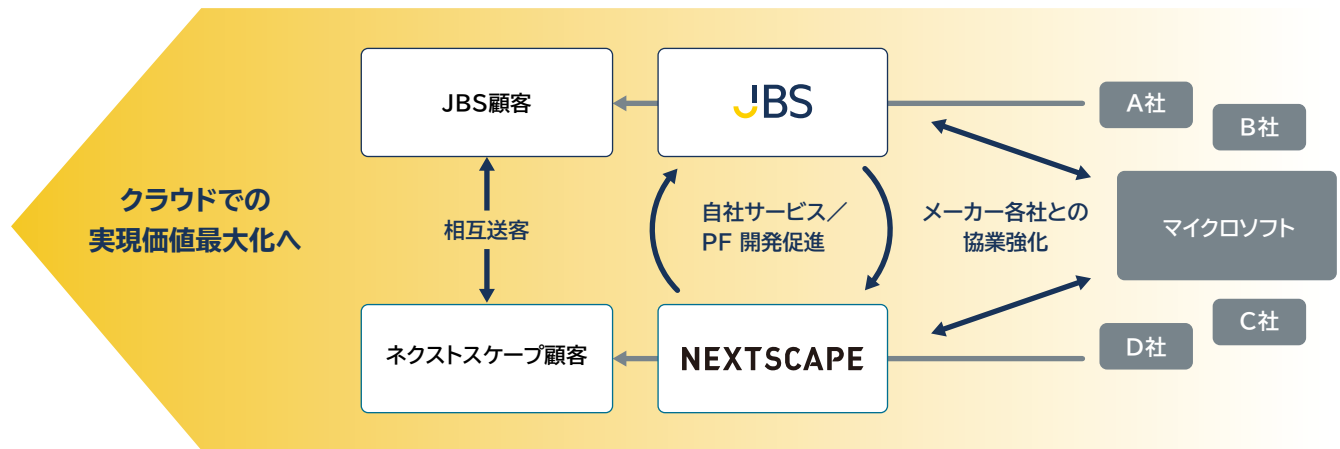 クラウドでの
実現価値最大化へ
JBS顧客
相互送客
ネクストスケープ顧客
JBS
自社サービス／
PF 開発促進
NEXTSCAPE
メーカー各社との
協業強化
A社
B社
マイクロソフト
C社
D社